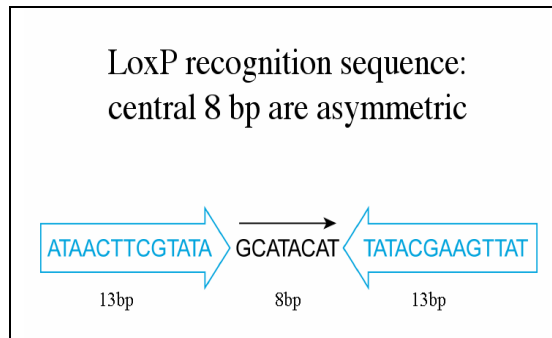 LoxP recognition sequence:
central 8 bp are asymmetric
ATAACTTCGTATA GCATACAT TATACGAAGTTAT
13bp 8bp 13bp